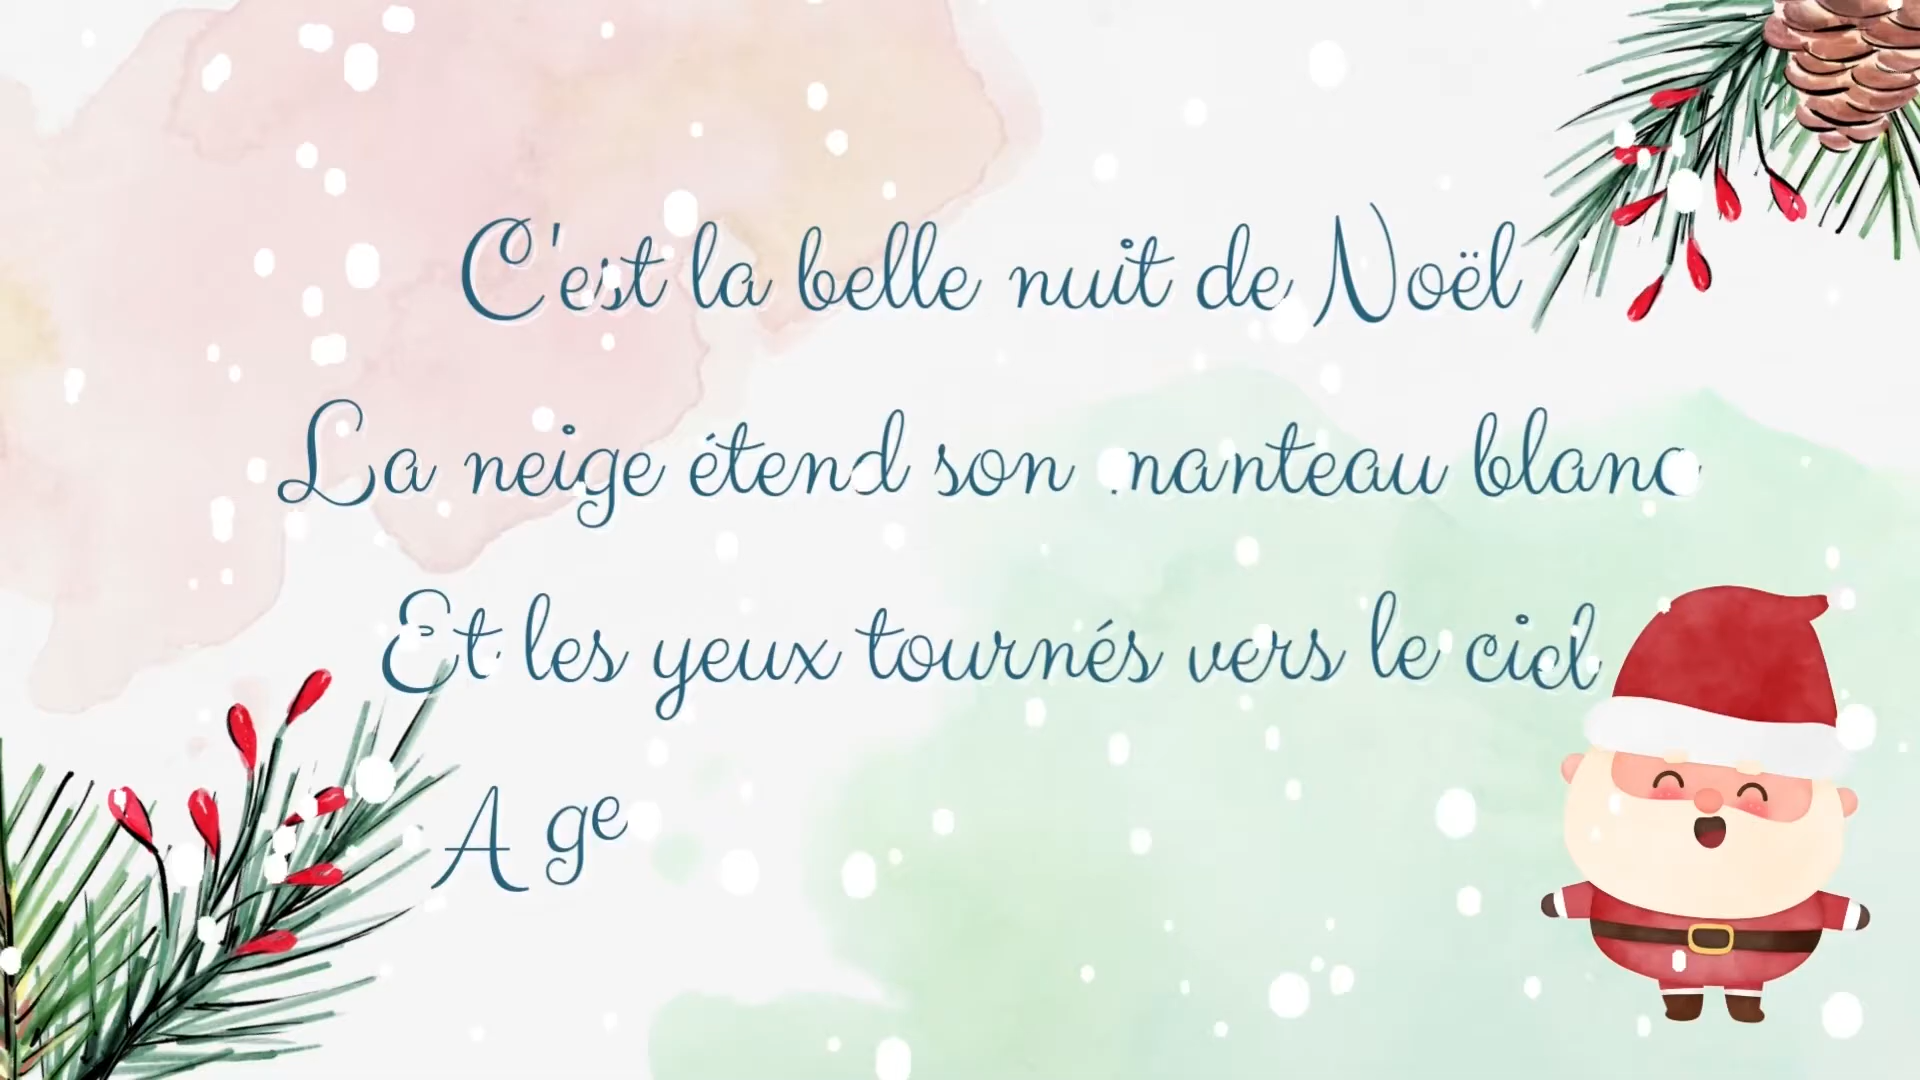 C'est la belle nuit de Noël
La neige étend son manteau blanc
Et les yeux tournés vers le ciel
A ge